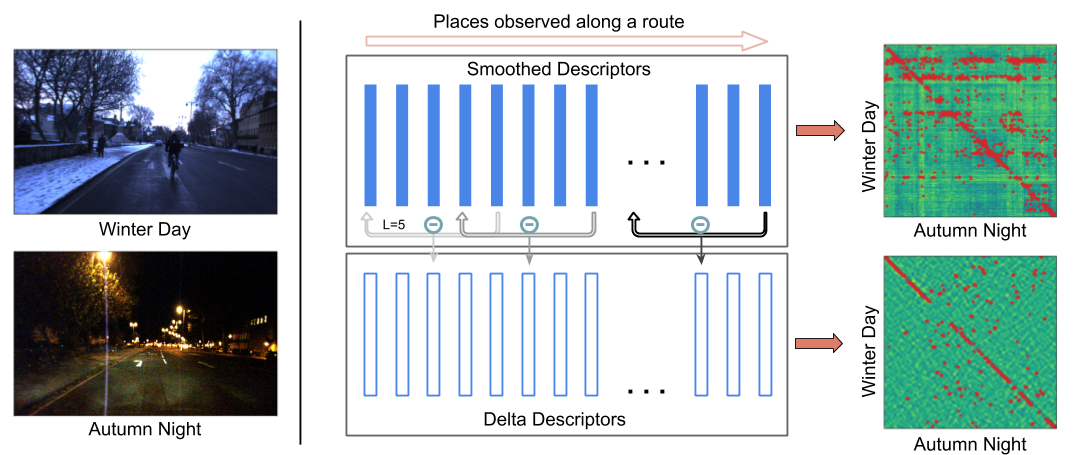 Places observed along a route
Smoothed Descriptors
. . .
L=5
Winter Day
Autumn Night
Delta Descriptors
. . .
Winter Day
Autumn Night
Winter Day
Autumn Night